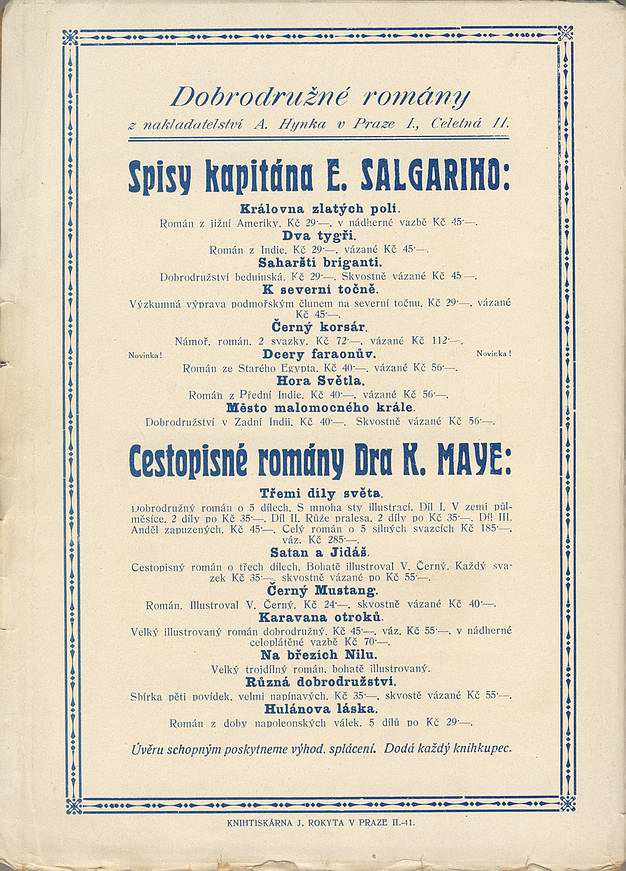 Dobrodružné romány
z nakladatelství A. Hynka v Praze I., Celetná 11.
Spisy kapitána E. SALGARIHO:
Královna zlatých polí.
Román z jižní Ameriky. Kč 29·—, v nádherné vazbě Kč 45·—.
Dva tygři.
Román z Indie. Kč 29·—, vázané Kč 45·—.
Saharští briganti.
Dobrodružství beduinská. Kč 29·—. Skvostně vázané Kč 45—.
K severní točně.
Výzkumná výprava podmořským člunem na severní točnu. Kč 29·—, vázané
Kč 45·—.
Černý korsár.
Námoř. román. 2 svazky. Kč 72·—, vázané Kč 112·—.
Novinka! Dcery faraonův. Novinka!
Román ze Starého Egypta. Kč 40·—, vázané Kč 56·—.
Hora Světla.
Román z Přední Indie. Kč 40·—, vázané Kč 56·—.
Město malomocného krále.
Dobrodružství v Zadní Indii. Kč 40·—. Skvostně vázané Kč 56·—.
Cestopisné romány Dra K. MAYE:
Třemi díly světa.
Dobrodružný román o 5 dílech. S mnoha sty illustrací. Díl I. V zemi půl-
měsíce. 2 díly po Kč 35·—. Díl II. Růže pralesa. 2 díly po Kč 35·—. Díl III.
Anděl zapuzených. Kč 45·—. Celý román o 5 silných svazcích Kč 185·—,
váz. Kč 285·—.
Satan a Jidáš.
Cestopisný román o třech dílech. Bohatě illustroval V. Černý. Každý sva-
zek Kč 35·— skvostně vázané po Kč 55·—.
Černý Mustang.
Román. Illustroval V. Černý. Kč 24·—, skvostně vázané Kč 40·—.
Karavana otroků.
Velký illustrovaný román dobrodružný. Kč 45·—, váz. Kč 55·—, v nádherné
celoplátěné vazbě Kč 70·—.
Na březích Nilu.
Velký trojdílný román, bohatě illustrovaný.
Různá dobrodružství.
Sbírka pěti povídek, velmi napínavých. Kč 35·—, skvostě vázané Kč 55·—.
Hulánova láska.
Román z doby napoleonských válek. 5 dílů po Kč 29·—.
Úvěru schopným poskytneme výhod. splácení. Dodá každý knihkupec.
KNIHTISKÁRNA J. ROKYTA V PRAZE II.-41.